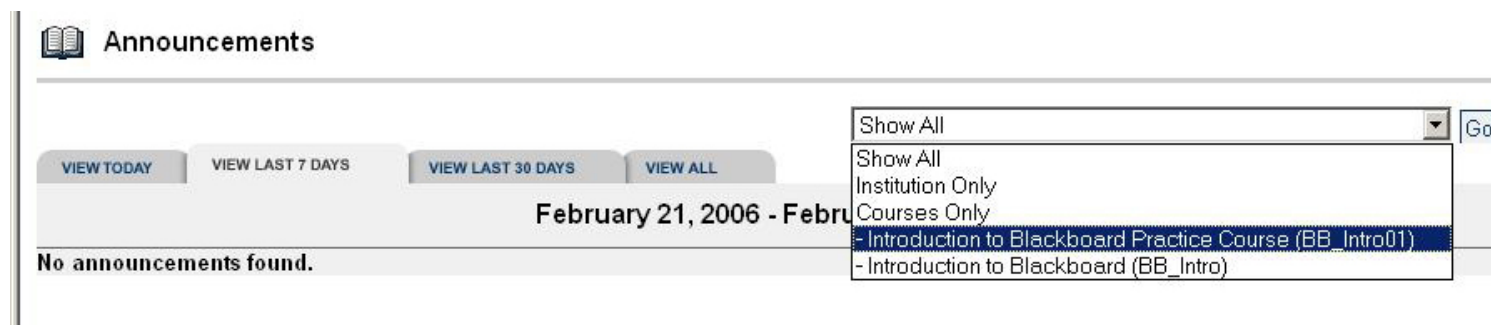 Announcements
Show All
Go
VIEW TODAY VIEW LAST 7 DAYS VIEW LAST 30 DAYS VIEW ALL
Show All
Institution Only
Courses Only
- Introduction to Blackboard Practice Course (BB_Intro01)
- Introduction to Blackboard (BB_Intro)
February 21, 2006 - Febru
No announcements found.